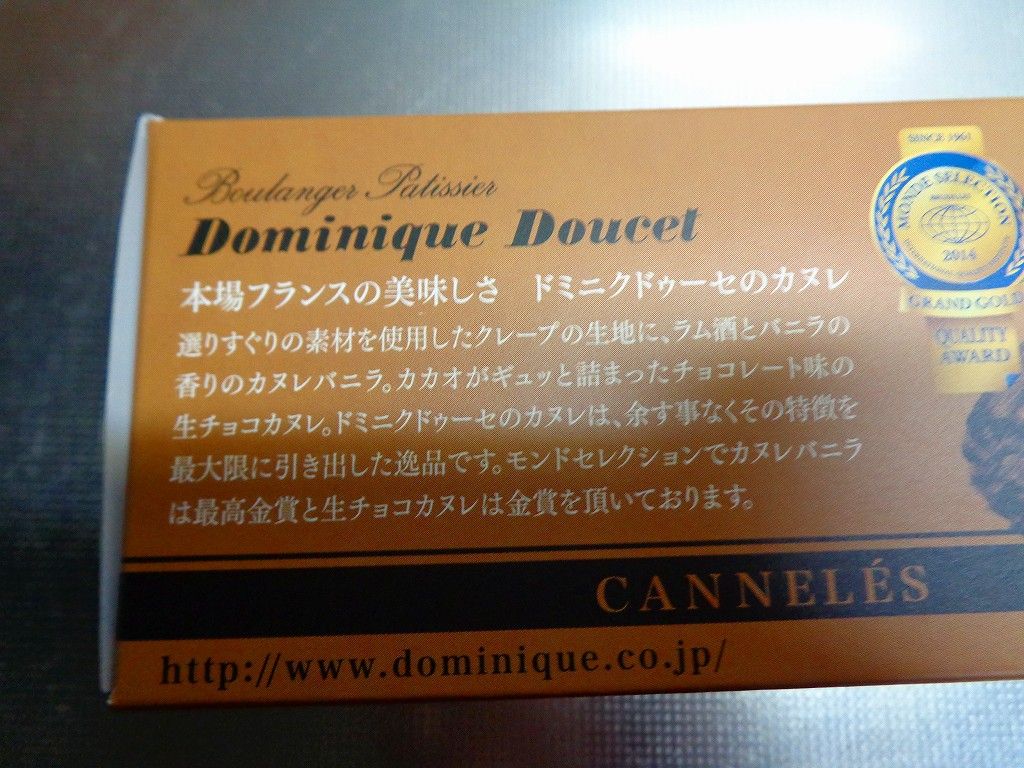 Boulanger Patissier
Dominique Doucet
本場フランスの美味しさ　ドミニクドゥーセのカヌレ
選りすぐりの素材を使用したクレープの生地に、ラム酒とバニラの
香りのカヌレバニラ。カカオがギュッと詰まったチョコレート味の
生チョコカヌレ。ドミニクドゥーセのカヌレは、余す事なくその特徴を
最大限に引き出した逸品です。モンドセレクションでカヌレバニラ
は最高金賞と生チョコカヌレは金賞を頂いております。
SINCE 1961
MONDE SELECTION
2014
GRAND GOLD
QUALITY
AWARD
CANNELÉS
http://www.dominique.co.jp/